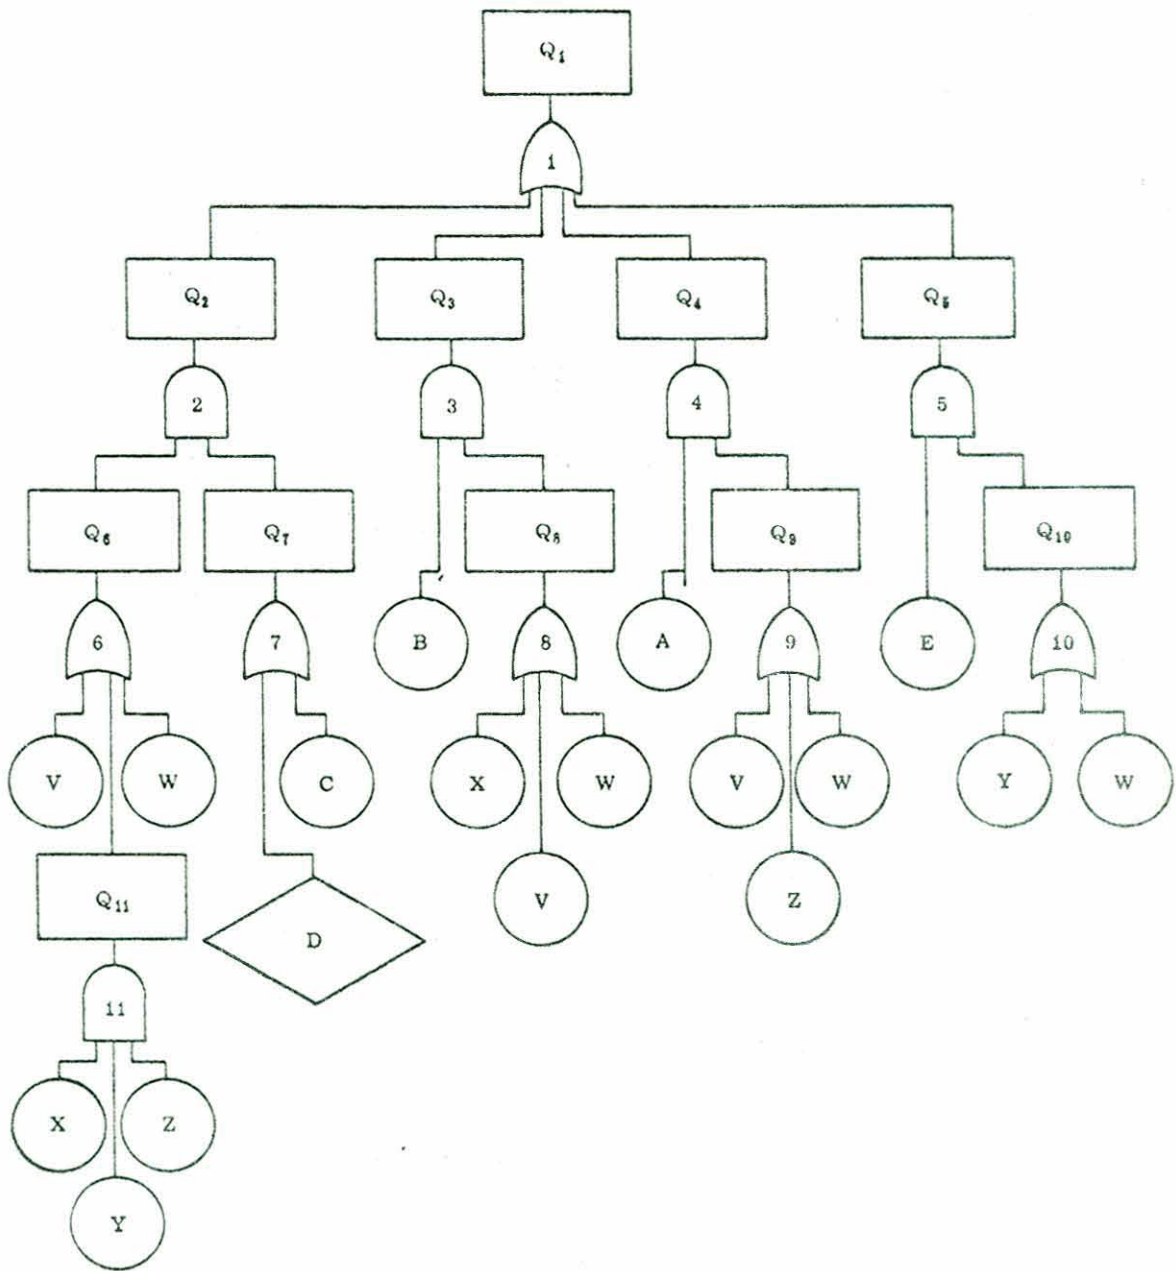 Q₁
1
Q₂
Q₃
Q₄
Q₅
2
3
4
5
Q₆
Q₇
Q₈
Q₉
Q₁₀
6
7
B
8
A
9
E
10
V
W
C
X
W
V
W
Y
W
Q₁₁
V
Z
D
11
X
Z
Y